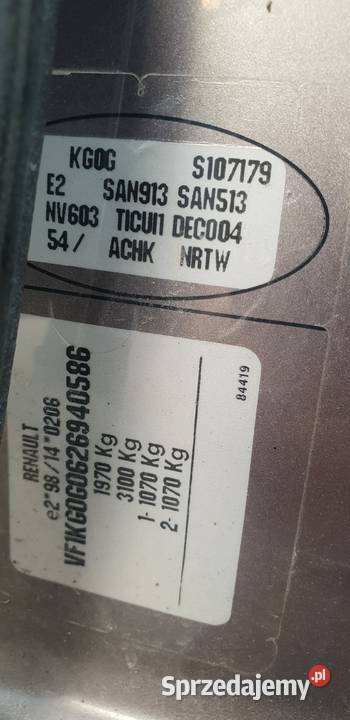 KG0G S107179
E2 SAN913 SAN513
NV603 TICUI1 DEC004
54/ ACHK NRTW
RENAULT
e2*98/14*0206
VF1KG0G0626940586
1970 Kg
3100 Kg
1- 1070 Kg
2- 1070 Kg
84419
Sprzedajemy.pl